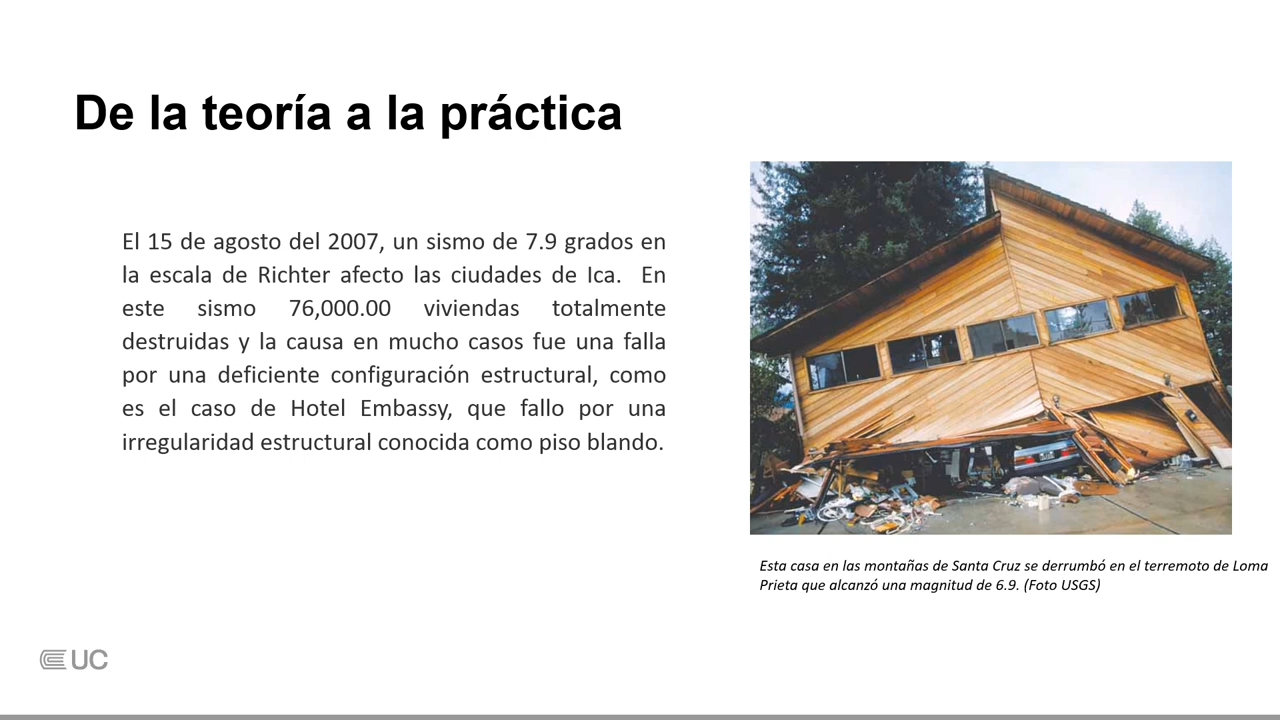 De la teoría a la práctica
El 15 de agosto del 2007, un sismo de 7.9 grados en
la escala de Richter afecto las ciudades de Ica. En
este sismo 76,000.00 viviendas totalmente
destruidas y la causa en mucho casos fue una falla
por una deficiente configuración estructural, como
es el caso de Hotel Embassy, que fallo por una
irregularidad estructural conocida como piso blando.
Esta casa en las montañas de Santa Cruz se derrumbó en el terremoto de Loma
Prieta que alcanzó una magnitud de 6.9. (Foto USGS)
UC